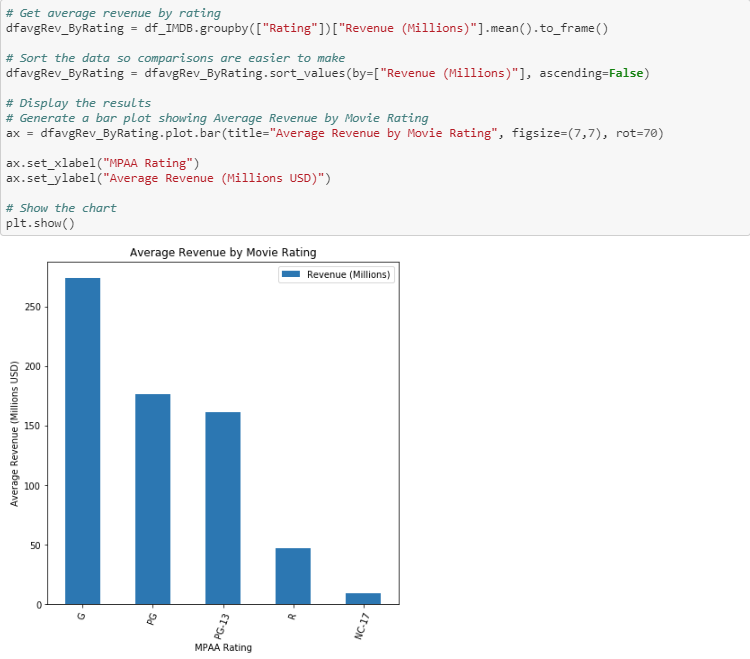 # Get average revenue by rating
dfavgRev_ByRating = df_IMDB.groupby(["Rating"])["Revenue (Millions)"].mean().to_frame()
# Sort the data so comparisons are easier to make
dfavgRev_ByRating = dfavgRev_ByRating.sort_values(by=["Revenue (Millions)"], ascending=False)
# Display the results
# Generate a bar plot showing Average Revenue by Movie Rating
ax = dfavgRev_ByRating.plot.bar(title="Average Revenue by Movie Rating", figsize=(7,7), rot=70)
ax.set_xlabel("MPAA Rating")
ax.set_ylabel("Average Revenue (Millions USD)")
# Show the chart
plt.show()
Average Revenue by Movie Rating
Revenue (Millions)
Average Revenue (Millions USD)
250
200
150
100
50
0
G
PG
PG-13
R
NC-17
MPAA Rating